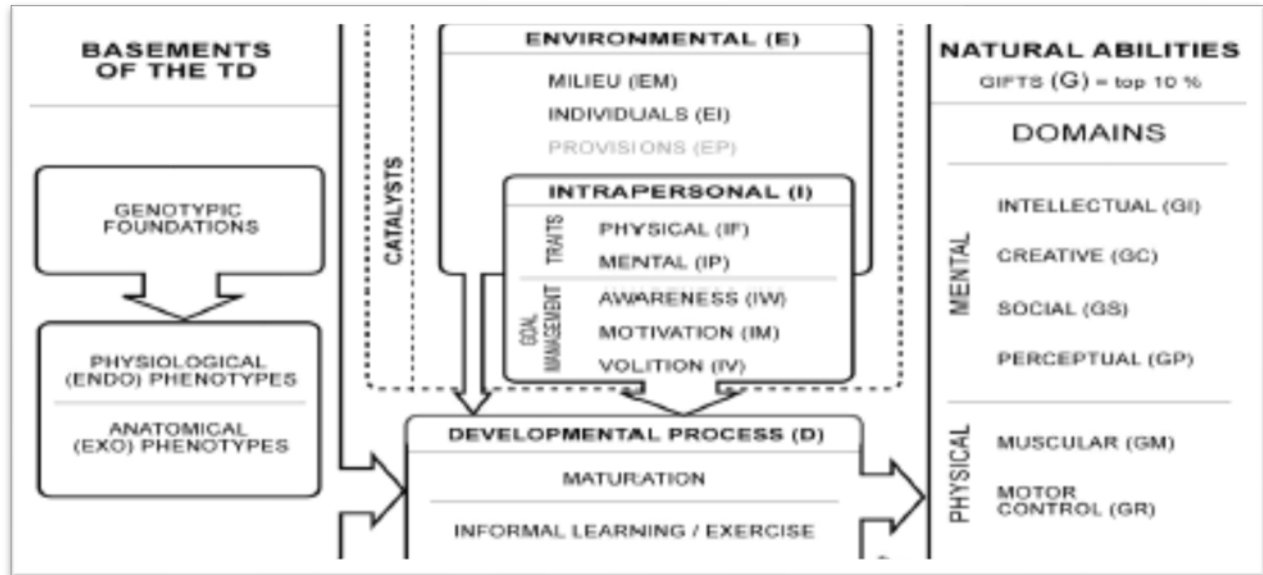 BASEMENTS
OF THE TD
GENOTYPIC
FOUNDATIONS
PHYSIOLOGICAL
(ENDO) PHENOTYPES
ANATOMICAL
(EXO) PHENOTYPES
CATALYSTS
ENVIRONMENTAL (E)
MILIEU (IEM)
INDIVIDUALS (EI)
PROVISIONS (EP)
INTRAPERSONAL (I)
TRAITS
PHYSICAL (IF)
MENTAL (IP)
GOAL
MANAGEMENT
AWARENESS (IW)
MOTIVATION (IM)
VOLITION (IV)
DEVELOPMENTAL PROCESS (D)
MATURATION
INFORMAL LEARNING / EXERCISE
NATURAL ABILITIES
GIFTS (G) = top 10 %
DOMAINS
MENTAL
INTELLECTUAL (GI)
CREATIVE (GC)
SOCIAL (GS)
PERCEPTUAL (GP)
PHYSICAL
MUSCULAR (GM)
MOTOR
CONTROL (GR)